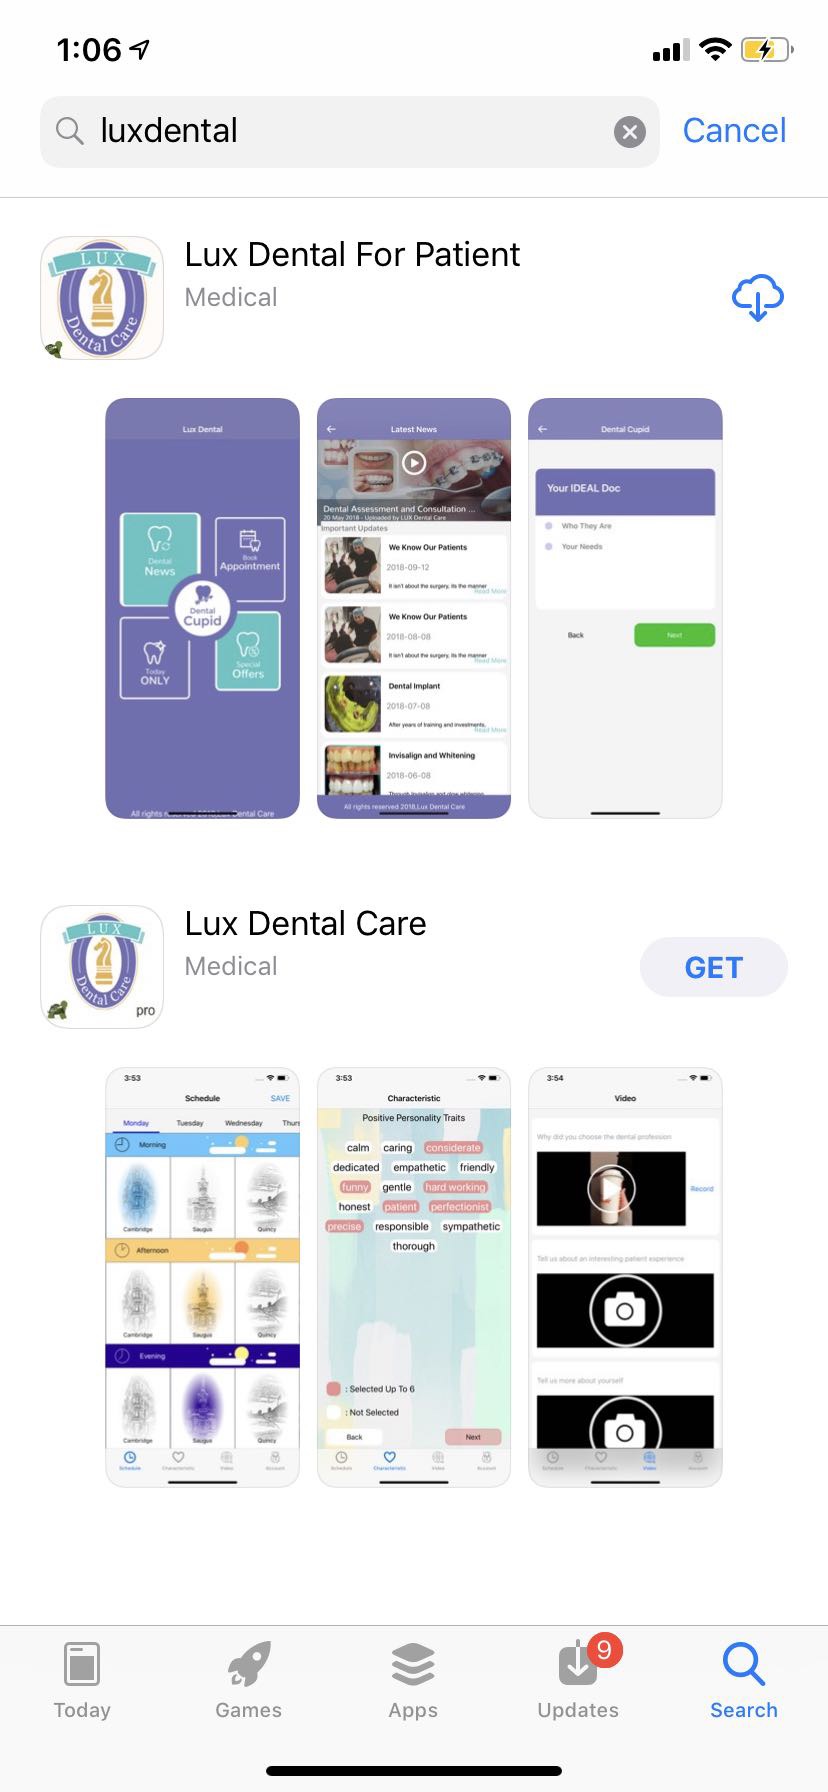 1:06
luxdental
Cancel
LUX
Dental Care
Lux Dental For Patient
Medical
Lux Dental
Dental
News
Book
Appointment
Dental
Cupid
Today
ONLY
Special
Offers
Latest News
Dental Assessment and Consultation ...
20 May 2018 - Uploaded by LUX Dental Care
Important Updates
We Know Our Patients
2018-09-12
It isn't about the surgery, its the manner
Read More
We Know Our Patients
2018-08-08
It isn't about the surgery, its the manner
Read More
Dental Implant
2018-07-08
After years of training and investments,
Read More
Invisalign and Whitening
2018-06-08
All rights reserved 2018,Lux Dental Care
Dental Cupid
Your IDEAL Doc
Who They Are
Your Needs
Back
Next
LUX
Dental Care
pro
Lux Dental Care
Medical
GET
3:53
Schedule
SAVE
Monday Tuesday Wednesday Thurs
Morning
Cambridge Saugus Quincy
Afternoon
Cambridge Saugus Quincy
Evening
Cambridge Saugus Quincy
Schedule Characteristic Video Account
3:53
Characteristic
Positive Personality Traits
calm caring considerate
dedicated empathetic friendly
funny gentle hard working
honest patient perfectionist
precise responsible sympathetic
thorough
: Selected Up To 6
: Not Selected
Back Next
Schedule Characteristic Video Account
3:54
Video
Why did you choose the dental profession
Record
Tell us about an interesting patient experience
Tell us more about yourself
Schedule Characteristic Video Account
Today
Games
Apps
9
Updates
Search